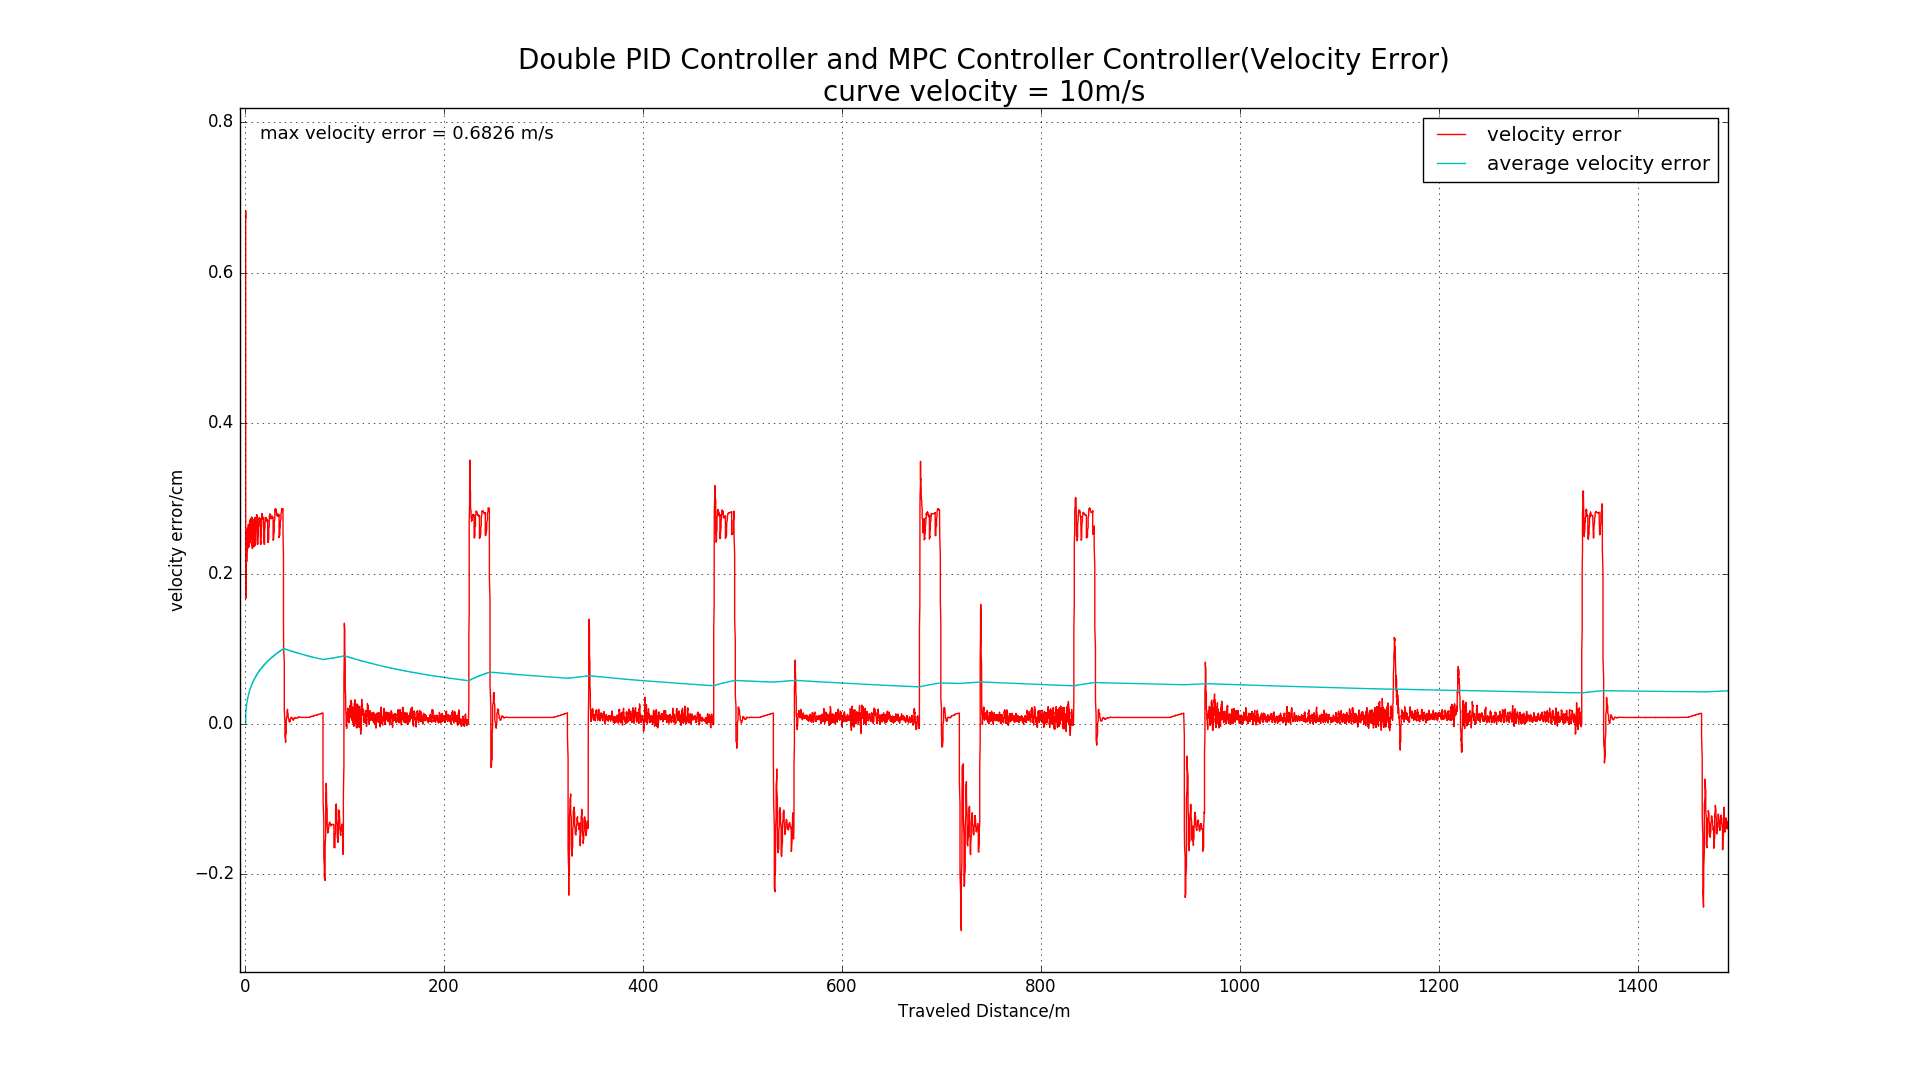 Double PID Controller and MPC Controller Controller(Velocity Error)
curve velocity = 10m/s
max velocity error = 0.6826 m/s
velocity error
average velocity error
0.8
0.6
0.4
0.2
0.0
−0.2
velocity error/cm
0 200 400 600 800 1000 1200 1400
Traveled Distance/m